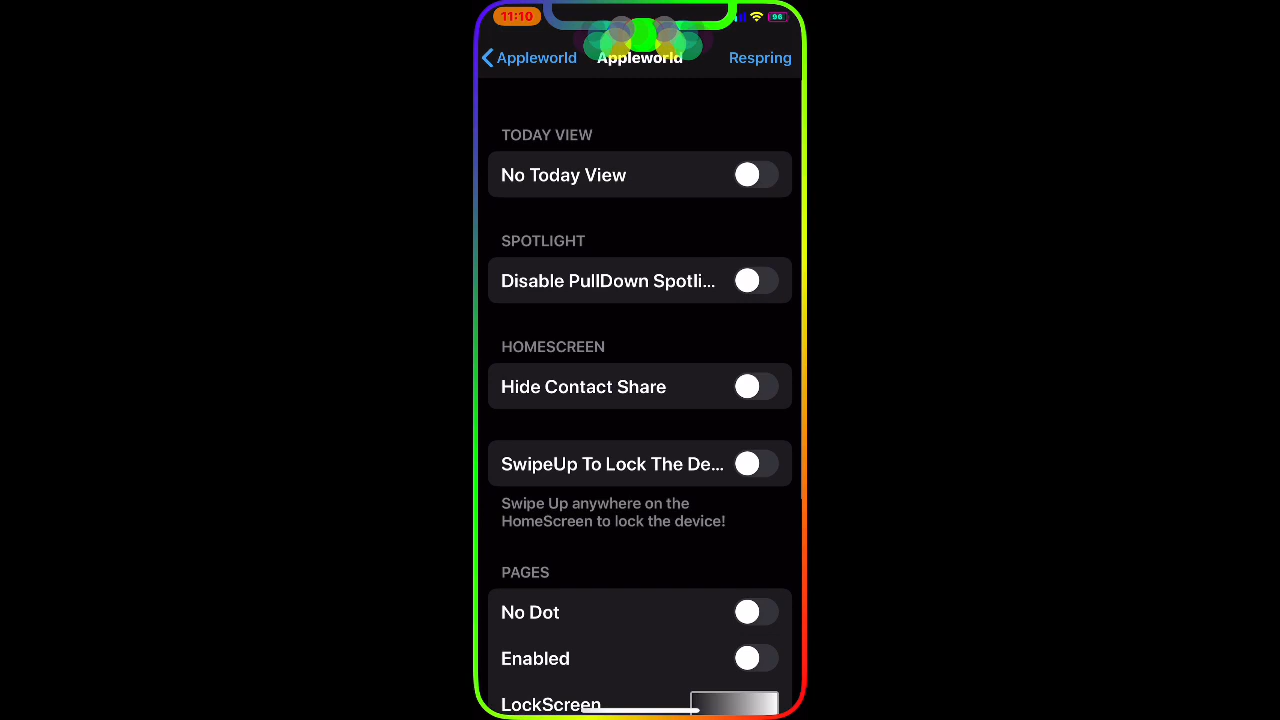 11:10
96
Appleworld
Appleworld
Respring
TODAY VIEW
No Today View
SPOTLIGHT
Disable PullDown Spotli...
HOMESCREEN
Hide Contact Share
SwipeUp To Lock The De...
Swipe Up anywhere on the
HomeScreen to lock the device!
PAGES
No Dot
Enabled
LockScreen